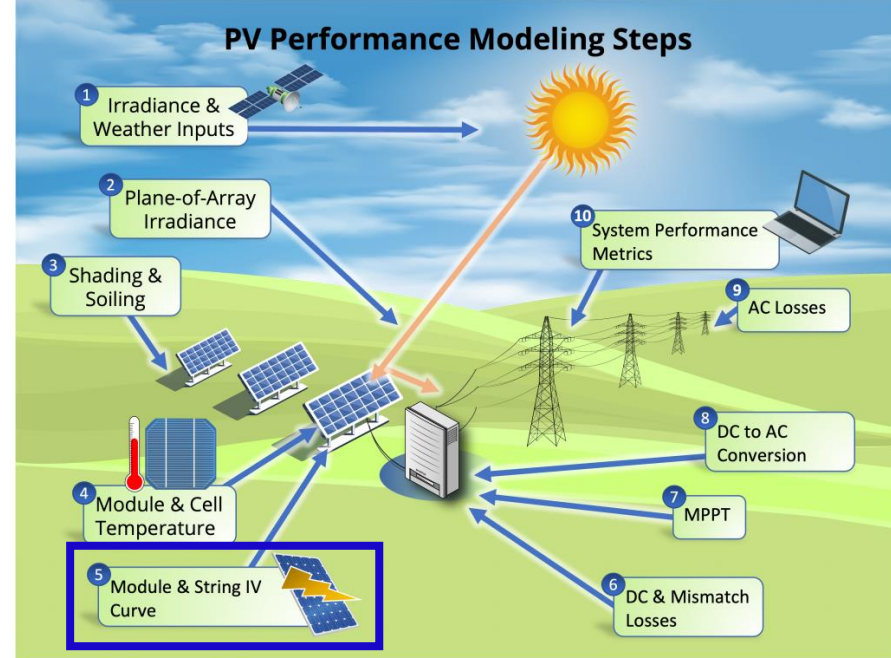 PV Performance Modeling Steps
1
Irradiance &
Weather Inputs
2
Plane-of-Array
Irradiance
3
Shading &
Soiling
4
Module & Cell
Temperature
5
Module & String IV
Curve
6
DC & Mismatch
Losses
7
MPPT
8
DC to AC
Conversion
9
AC Losses
10
System Performance
Metrics